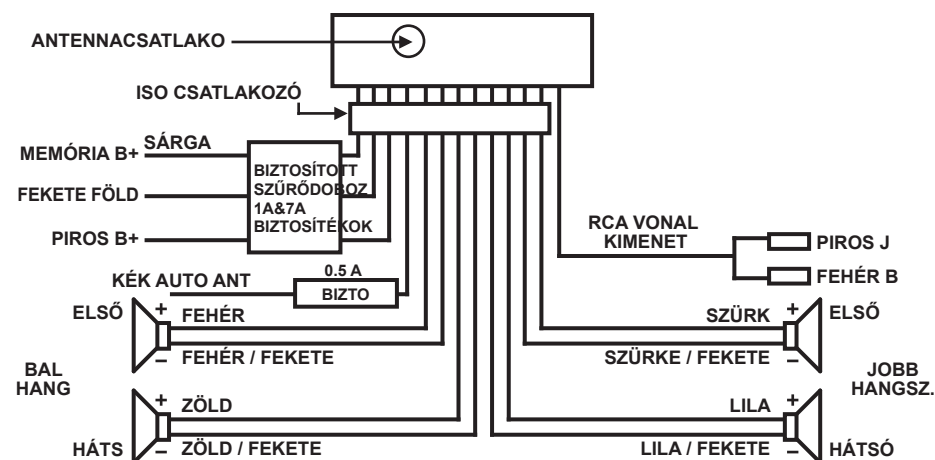 ANTENNACSATLAKO
ISO CSATLAKOZÓ
SÁRGA
MEMÓRIA B+
FEKETE FÖLD
PIROS B+
BIZTOSÍTOTT
SZŰRŐDOBOZ
1A&7A
BIZTOSÍTÉKOK
RCA VONAL
KIMENET
PIROS J
FEHÉR B
KÉK AUTO ANT
0.5 A
BIZTO
ELSŐ
+
FEHÉR
–
FEHÉR / FEKETE
SZÜRK
+
ELSŐ
SZÜRKE / FEKETE
–
BAL
HANG
JOBB
HANGSZ.
+
ZÖLD
HÁTS
–
ZÖLD / FEKETE
LILA
+
LILA / FEKETE
–
HÁTSÓ